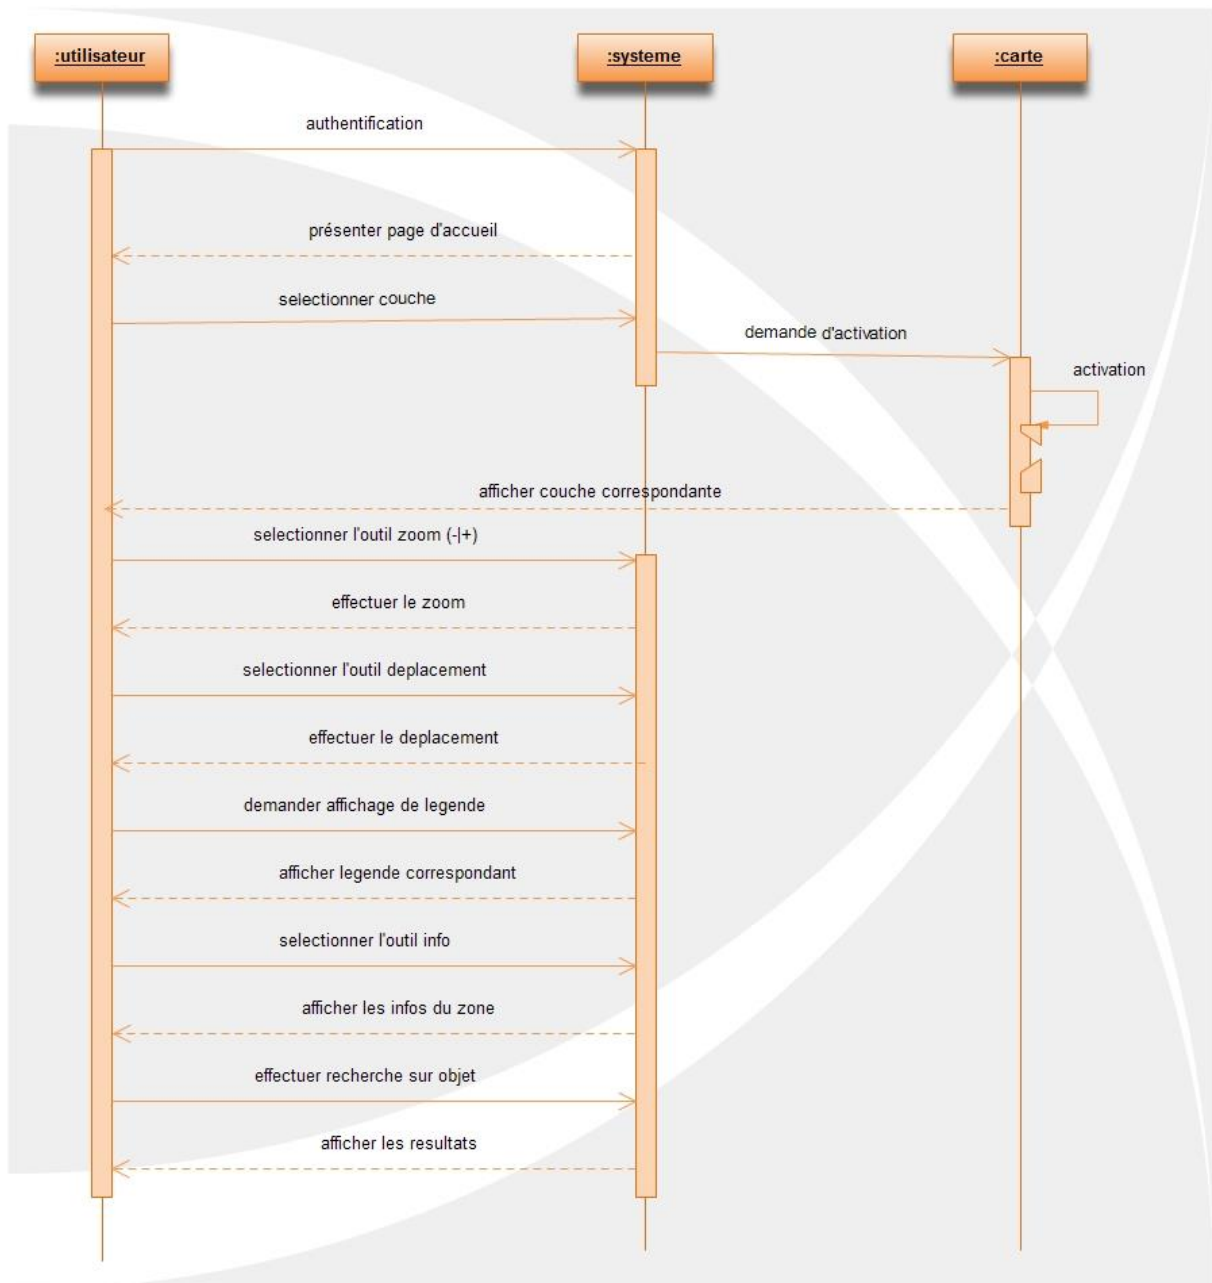 :utilisateur
:systeme
:carte
authentification
présenter page d'accueil
selectionner couche
demande d'activation
activation
afficher couche correspondante
selectionner l'outil zoom (-|+)
effectuer le zoom
selectionner l'outil deplacement
effectuer le deplacement
demander affichage de legende
afficher legende correspondant
selectionner l'outil info
afficher les infos du zone
effectuer recherche sur objet
afficher les resultats